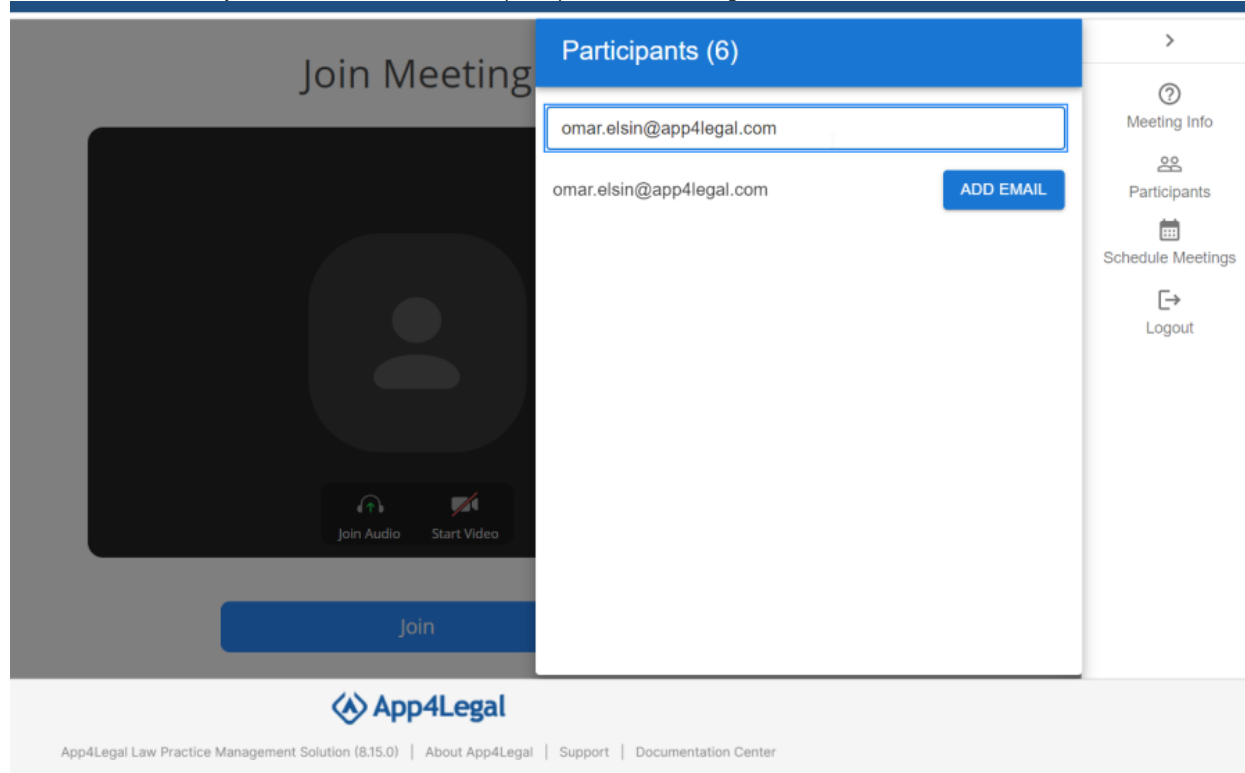 Join Meeting
Participants (6)
omar.elsin@app4legal.com
omar.elsin@app4legal.com
ADD EMAIL
Meeting Info
Participants
Schedule Meetings
Logout
Join Audio
Start Video
Join
App4Legal
App4Legal Law Practice Management Solution (8.15.0) | About App4Legal | Support | Documentation Center